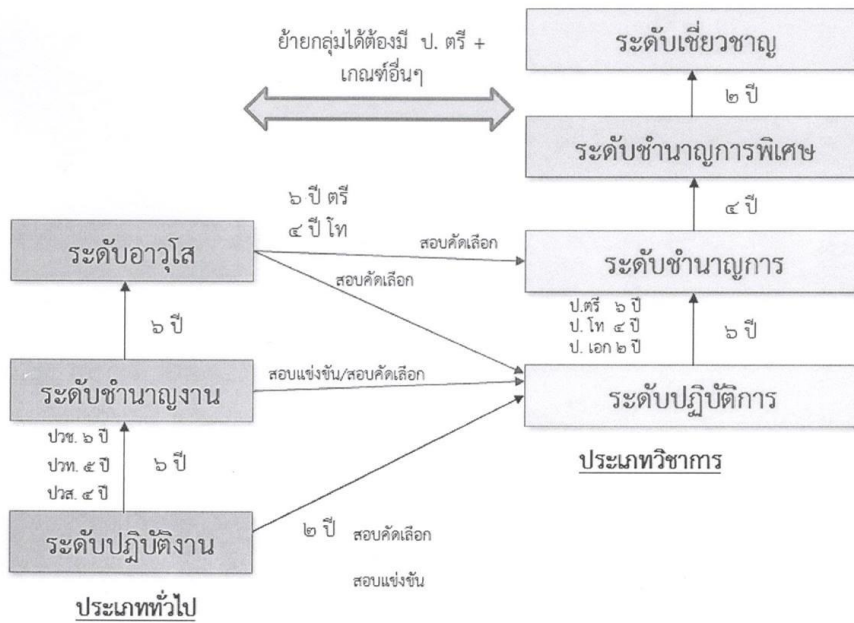 ย้ายกลุ่มได้ต้องมี ป. ตรี +
เกณฑ์อื่นๆ
ระดับเชี่ยวชาญ
๒ ปี
ระดับชำนาญการพิเศษ
๔ ปี
๖ ปี ตรี
๔ ปี โท
ระดับอาวุโส
สอบคัดเลือก
สอบคัดเลือก
ระดับชำนาญการ
๖ ปี
ป.ตรี ๖ ปี
ป. โท ๔ ปี
ป. เอก ๒ ปี
๖ ปี
ระดับชำนาญงาน
สอบแข่งขัน/สอบคัดเลือก
ระดับปฏิบัติการ
ประเภทวิชาการ
ปวช. ๖ ปี
ปวท. ๕ ปี
ปวส. ๔ ปี
๖ ปี
ระดับปฏิบัติงาน
๒ ปี สอบคัดเลือก
สอบแข่งขัน
ประเภททั่วไป